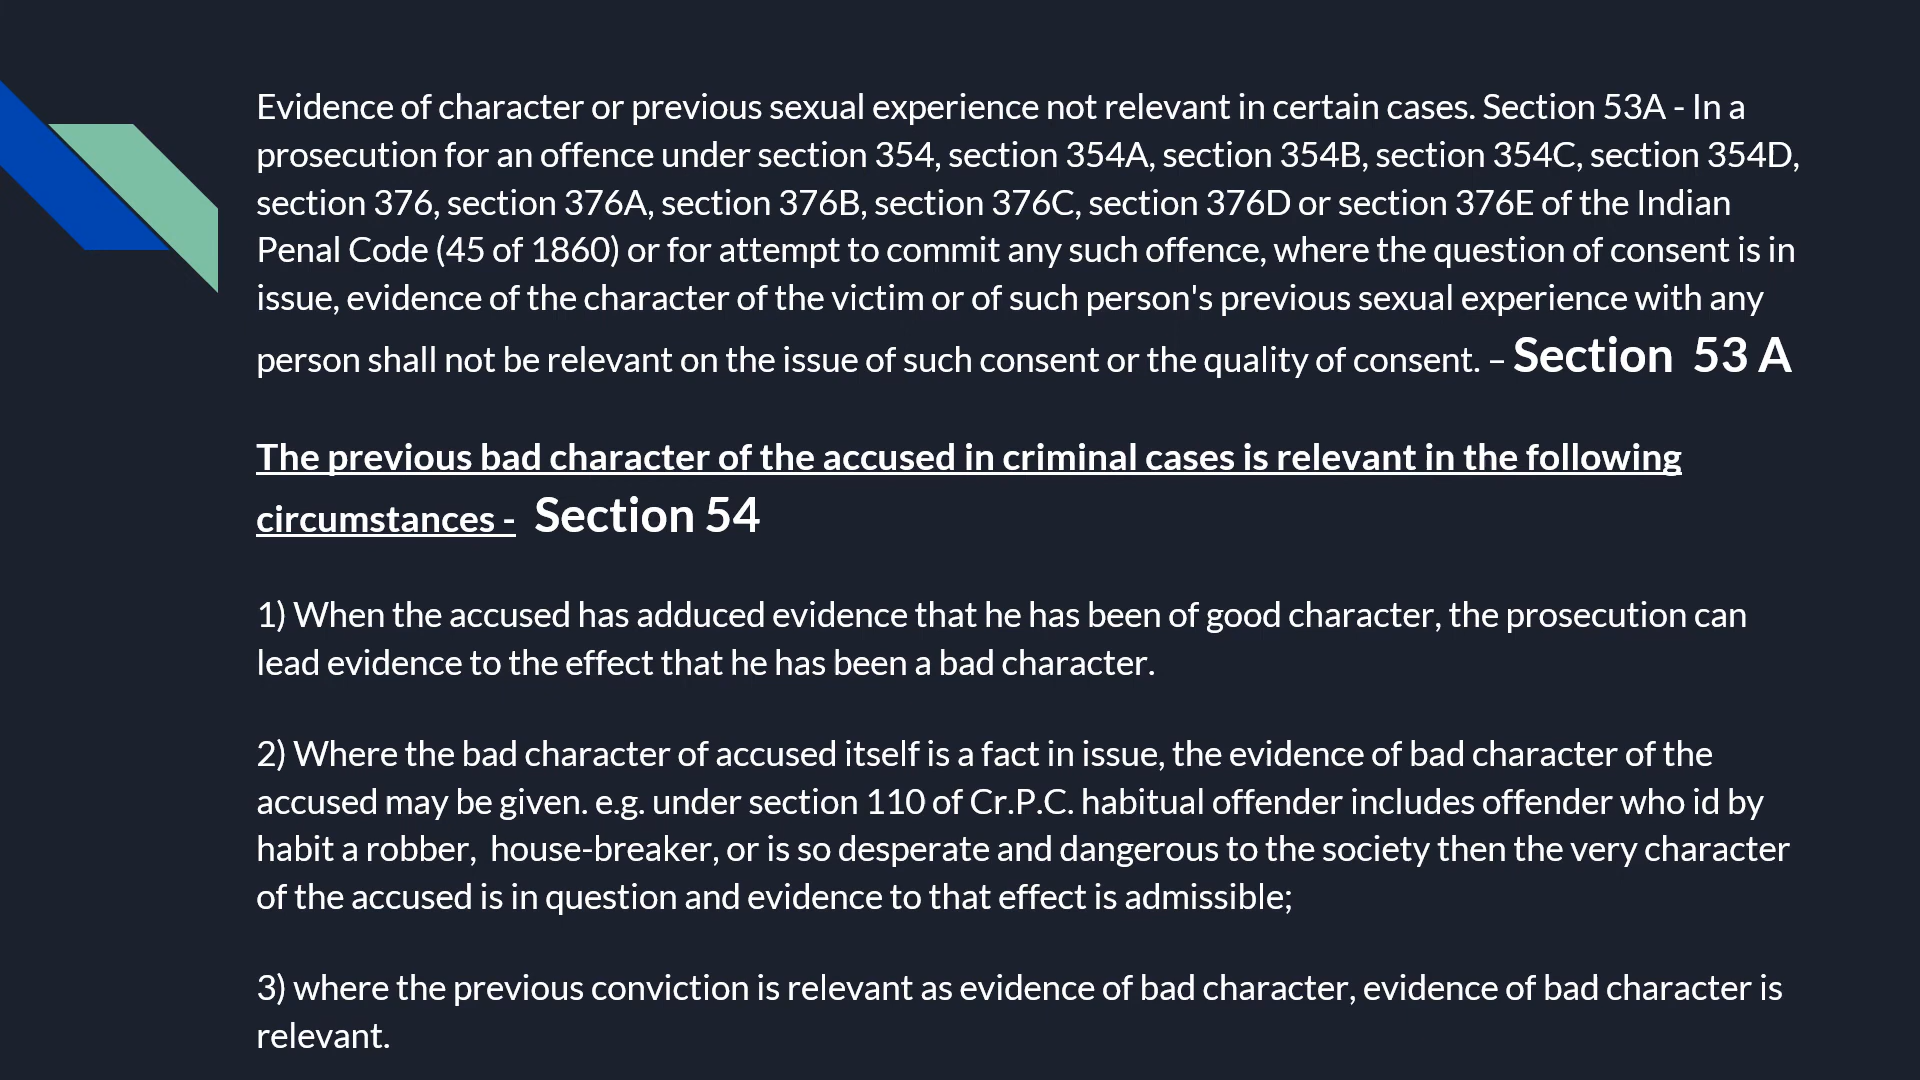 Evidence of character or previous sexual experience not relevant in certain cases. Section 53A - In a
prosecution for an offence under section 354, section 354A, section 354B, section 354C, section 354D,
section 376, section 376A, section 376B, section 376C, section 376D or section 376E of the Indian
Penal Code (45 of 1860) or for attempt to commit any such offence, where the question of consent is in
issue, evidence of the character of the victim or of such person's previous sexual experience with any
person shall not be relevant on the issue of such consent or the quality of consent. – Section 53 A
The previous bad character of the accused in criminal cases is relevant in the following
circumstances - Section 54
1) When the accused has adduced evidence that he has been of good character, the prosecution can
lead evidence to the effect that he has been a bad character.
2) Where the bad character of accused itself is a fact in issue, the evidence of bad character of the
accused may be given. e.g. under section 110 of Cr.P.C. habitual offender includes offender who id by
habit a robber, house-breaker, or is so desperate and dangerous to the society then the very character
of the accused is in question and evidence to that effect is admissible;
3) where the previous conviction is relevant as evidence of bad character, evidence of bad character is
relevant.